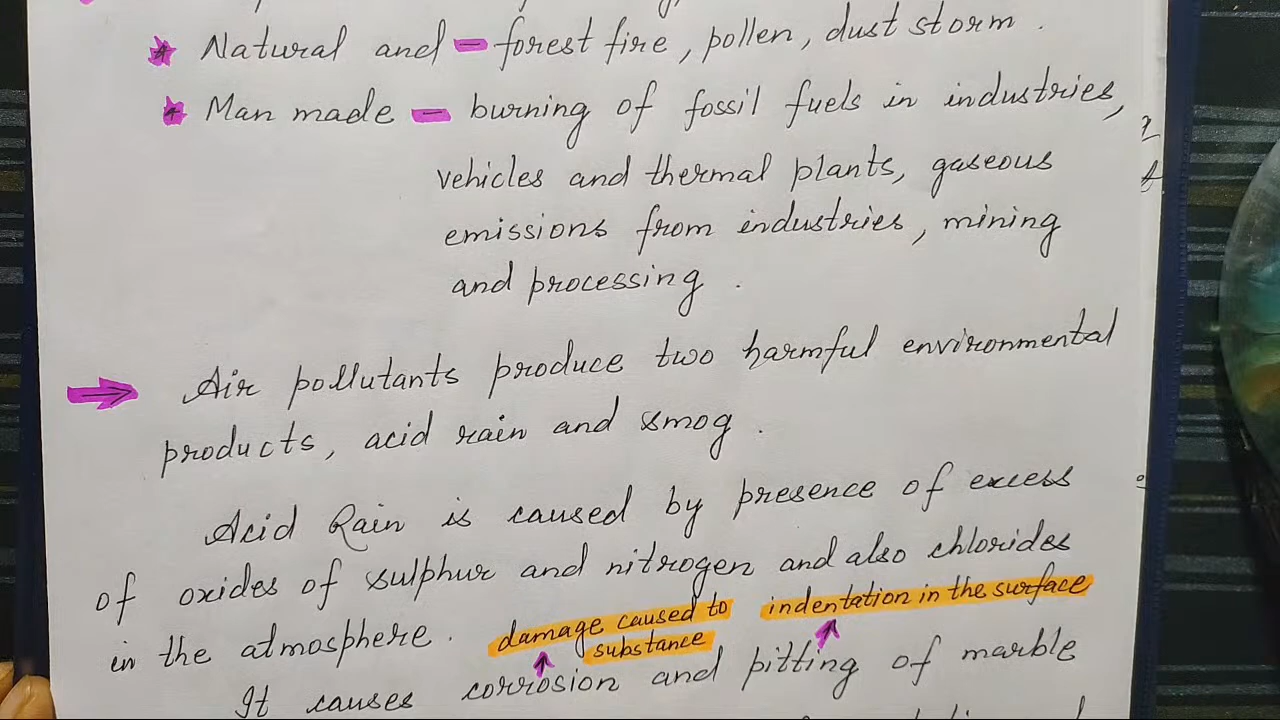 Natural and - forest fire, pollen, dust storm.
Man made - burning of fossil fuels in industries,
vehicles and thermal plants, gaseous
emissions from industries, mining
and processing.
→ Air pollutants produce two harmful environmental
products, acid rain and smog.
Acid Rain is caused by presence of excess
of oxides of sulphur and nitrogen and also chlorides
in the atmosphere.
damage caused to
substance
indentation in the surface
It causes corrosion and pitting of marble